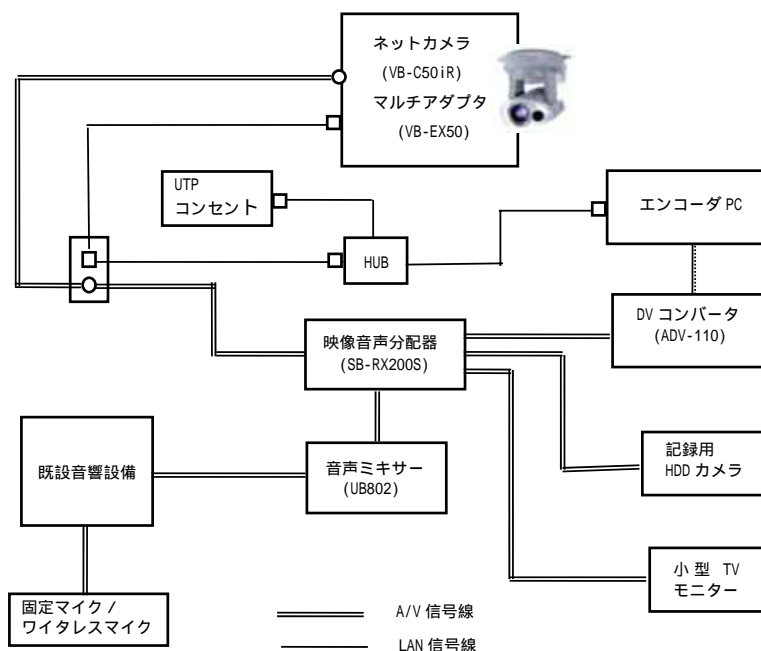 ネットカメラ
(VB-C50iR)
マルチアダプタ
(VB-EX50)
UTP
コンセント
エンコーダ PC
HUB
DV コンバータ
(ADV-110)
映像音声分配器
(SB-RX200S)
既設音響設備
音声ミキサー
(UB802)
記録用
HDD カメラ
小型 TV
モニター
固定マイク /
ワイタレスマイク
A/V 信号線
LAN 信号線